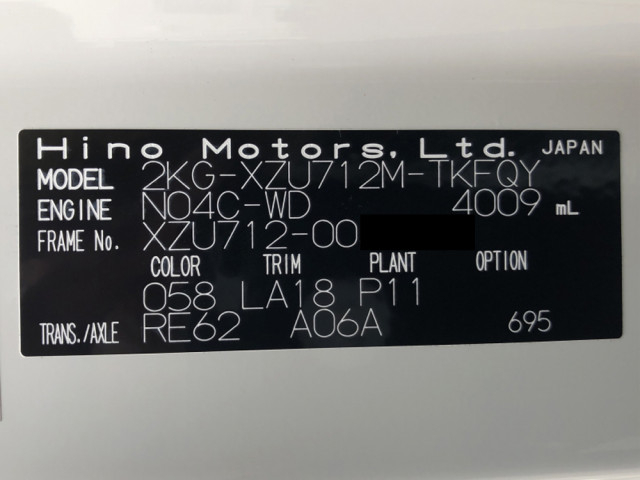 Hino Motors, Ltd. JAPAN
MODEL 2KG-XZU712M-TKFQY
ENGINE N04C-WD 4009 mL
FRAME No. XZU712-00
COLOR TRIM PLANT OPTION
058 LA18 P11
TRANS./AXLE RE62 A06A 695